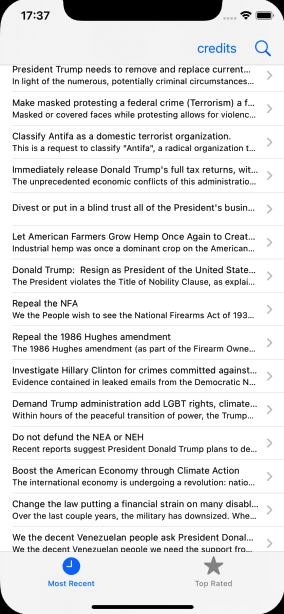 17:37
credits
President Trump needs to remove and replace current...
In light of the numerous, potentially criminal circumstances...
Make masked protesting a federal crime (Terrorism) a f...
Masked or covered faces while protesting allows for violenc...
Classify Antifa as a domestic terrorist organization.
This is a request to classify "Antifa", a radical organization t...
Immediately release Donald Trump's full tax returns, wit...
The unprecedented economic conflicts of this administratio...
Divest or put in a blind trust all of the President's busin...
Let American Farmers Grow Hemp Once Again to Creat...
Industrial hemp was once a dominant crop on the American...
Donald Trump: Resign as President of the United State...
The President violates the Title of Nobility Clause, as explai...
Repeal the NFA
We the People wish to see the National Firearms Act of 193...
Repeal the 1986 Hughes amendment
The 1986 Hughes amendment (as part of the Firearm Owne...
Investigate Hillary Clinton for crimes committed against...
Evidence contained in leaked emails from the Democratic N...
Demand Trump administration add LGBT rights, climate...
Within hours of the peaceful transition of power, the Trump...
Do not defund the NEA or NEH
Recent reports suggest President Donald Trump plans to de...
Boost the American Economy through Climate Action
The international economy is undergoing a revolution: natio...
Change the law putting a financial strain on many disabl...
Over the last couple years, the military has downsized. Whe...
We the decent Venezuelan people ask President Donal...
We the decent Venezuelan people we need the support fro...
Most Recent
Top Rated